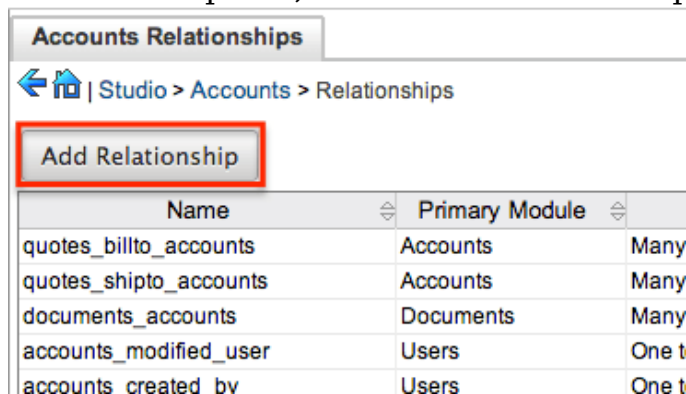 Accounts Relationships
| Studio > Accounts > Relationships
Add Relationship
Name Primary Module
quotes_billto_accounts Accounts Many
quotes_shipto_accounts Accounts Many
documents_accounts Documents Many
accounts_modified_user Users One
accounts_created_by Users One